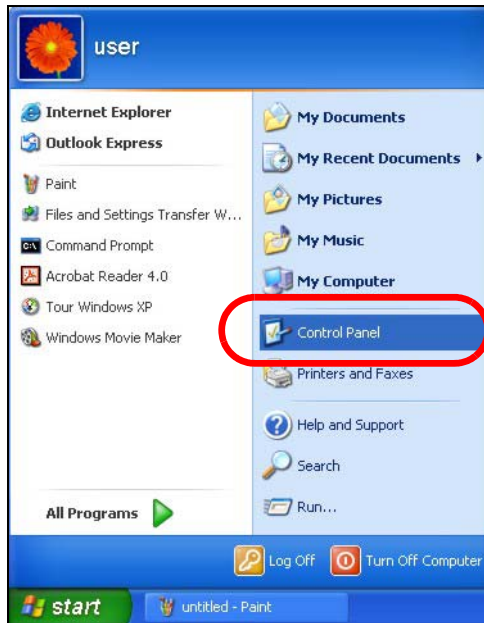 user
Internet Explorer
Outlook Express
Paint
Files and Settings Transfer W...
Command Prompt
Acrobat Reader 4.0
Tour Windows XP
Windows Movie Maker
All Programs
My Documents
My Recent Documents
My Pictures
My Music
My Computer
Control Panel
Printers and Faxes
Help and Support
Search
Run...
Log Off
Turn Off Computer
start
untitled - Paint